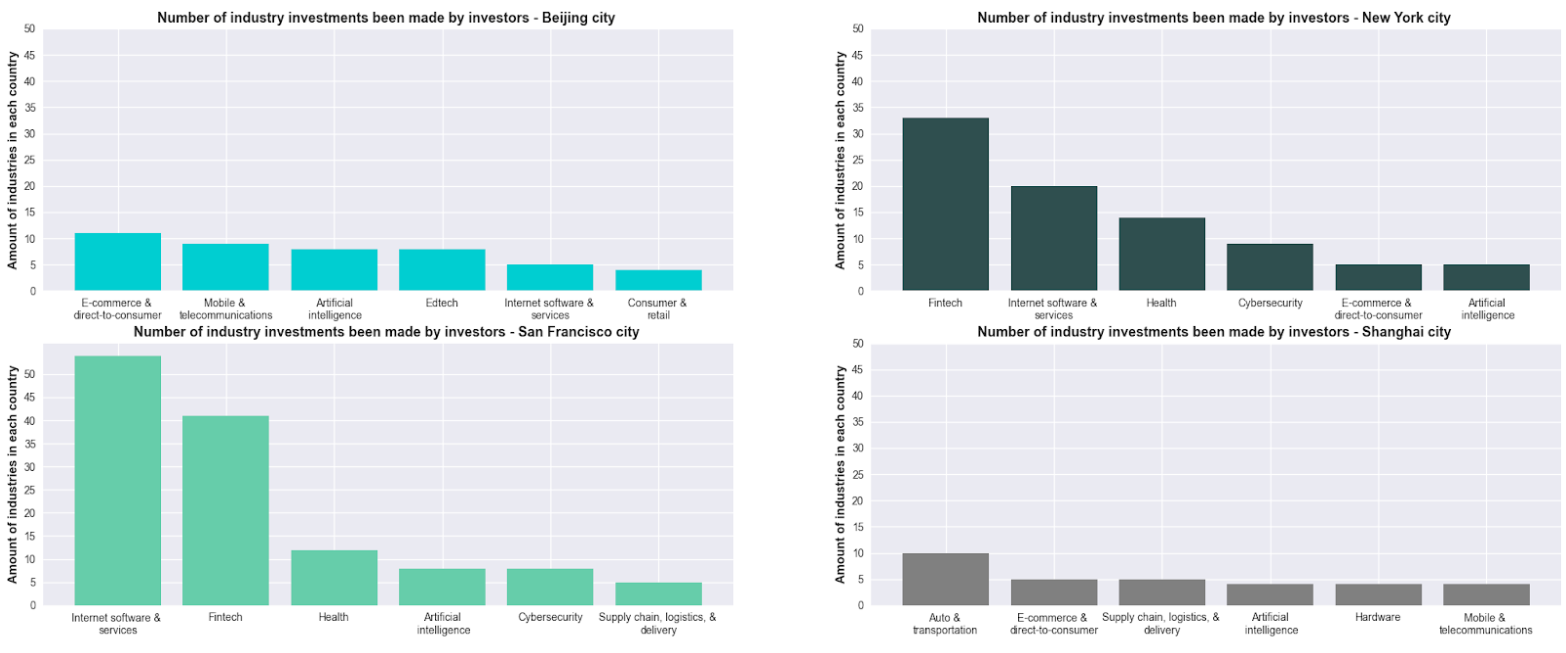 Number of industry investments been made by investors - Beijing city
Amount of industries in each country
50
45
40
35
30
25
20
15
10
5
0
E-commerce &
direct-to-consumer
Mobile &
telecommunications
Artificial
intelligence
Edtech
Internet software &
services
Consumer &
retail
Number of industry investments been made by investors - New York city
Amount of industries in each country
50
45
40
35
30
25
20
15
10
5
0
Fintech
Internet software &
services
Health
Cybersecurity
E-commerce &
direct-to-consumer
Artificial
intelligence
Number of industry investments been made by investors - San Francisco city
Amount of industries in each country
50
45
40
35
30
25
20
15
10
5
0
Internet software &
services
Fintech
Health
Artificial
intelligence
Cybersecurity
Supply chain, logistics, &
delivery
Number of industry investments been made by investors - Shanghai city
Amount of industries in each country
50
45
40
35
30
25
20
15
10
5
0
Auto &
transportation
E-commerce &
direct-to-consumer
Supply chain, logistics, &
delivery
Artificial
intelligence
Hardware
Mobile &
telecommunications